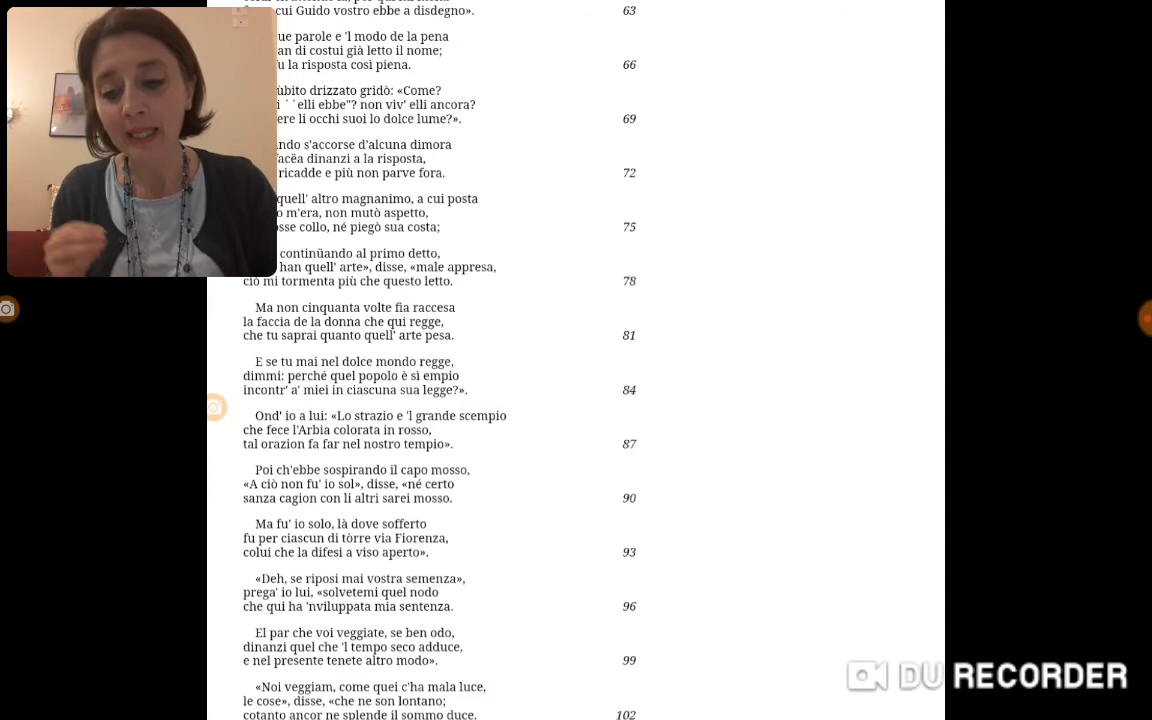 cui Guido vostro ebbe a disdegno».
63
ue parole e 'l modo de la pena
an di costui già letto il nome;
la risposta così piena.
66
ùbito drizzato gridò: «Come?
``elli ebbe"? non viv' elli ancora?
ere li occhi suoi lo dolce lume?».
69
ndo s'accorse d'alcuna dimora
facëa dinanzi a la risposta,
ricadde e più non parve fora.
72
quell' altro magnanimo, a cui posta
m'era, non mutò aspetto,
sse collo, né piegò sua costa;
75
continüando al primo detto,
han quell' arte», disse, «male appresa,
ciò mi tormenta più che questo letto.
78
Ma non cinquanta volte fia raccesa
la faccia de la donna che qui regge,
che tu saprai quanto quell' arte pesa.
81
E se tu mai nel dolce mondo regge,
dimmi: perché quel popolo è sì empio
incontr' a' miei in ciascuna sua legge?».
84
Ond' io a lui: «Lo strazio e 'l grande scempio
che fece l'Arbia colorata in rosso,
tal orazion fa far nel nostro tempio».
87
Poi ch'ebbe sospirando il capo mosso,
«A ciò non fu' io sol», disse, «né certo
sanza cagion con li altri sarei mosso.
90
Ma fu' io solo, là dove sofferto
fu per ciascun di tòrre via Fiorenza,
colui che la difesi a viso aperto».
93
«Deh, se riposi mai vostra semenza»,
prega' io lui, «solvetemi quel nodo
che qui ha 'nviluppata mia sentenza.
96
El par che voi veggiate, se ben odo,
dinanzi quel che 'l tempo seco adduce,
e nel presente tenete altro modo».
99
«Noi veggiam, come quei c'ha mala luce,
le cose», disse, «che ne son lontano;
cotanto ancor ne splende il sommo duce.
102
DU RECORDER